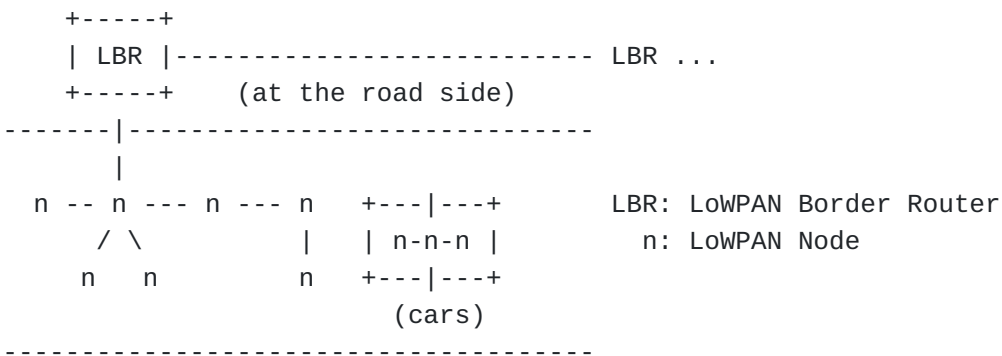 +-----+
| LBR |--------------------------- LBR ...
+-----+    (at the road side)
-------|-------------------------------
|
n -- n --- n --- n   +---|---+       LBR: LoWPAN Border Router
/ \          |   | n-n-n |         n: LoWPAN Node
n   n         n   +---|---+
(cars)
--------------------------------------